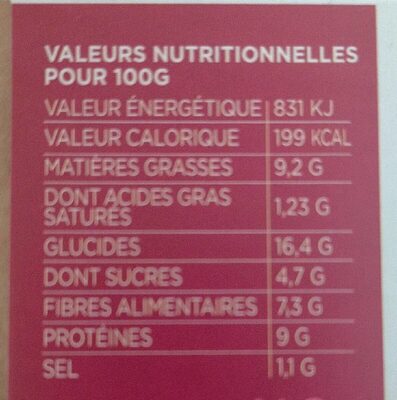 VALEURS NUTRITIONNELLES
POUR 100G
VALEUR ÉNERGÉTIQUE 831 KJ
VALEUR CALORIQUE 199 KCAL
MATIÈRES GRASSES 9,2 G
DONT ACIDES GRAS
SATURÉS 1,23 G
GLUCIDES 16,4 G
DONT SUCRES 4,7 G
FIBRES ALIMENTAIRES 7,3 G
PROTÉINES 9 G
SEL 1,1 G